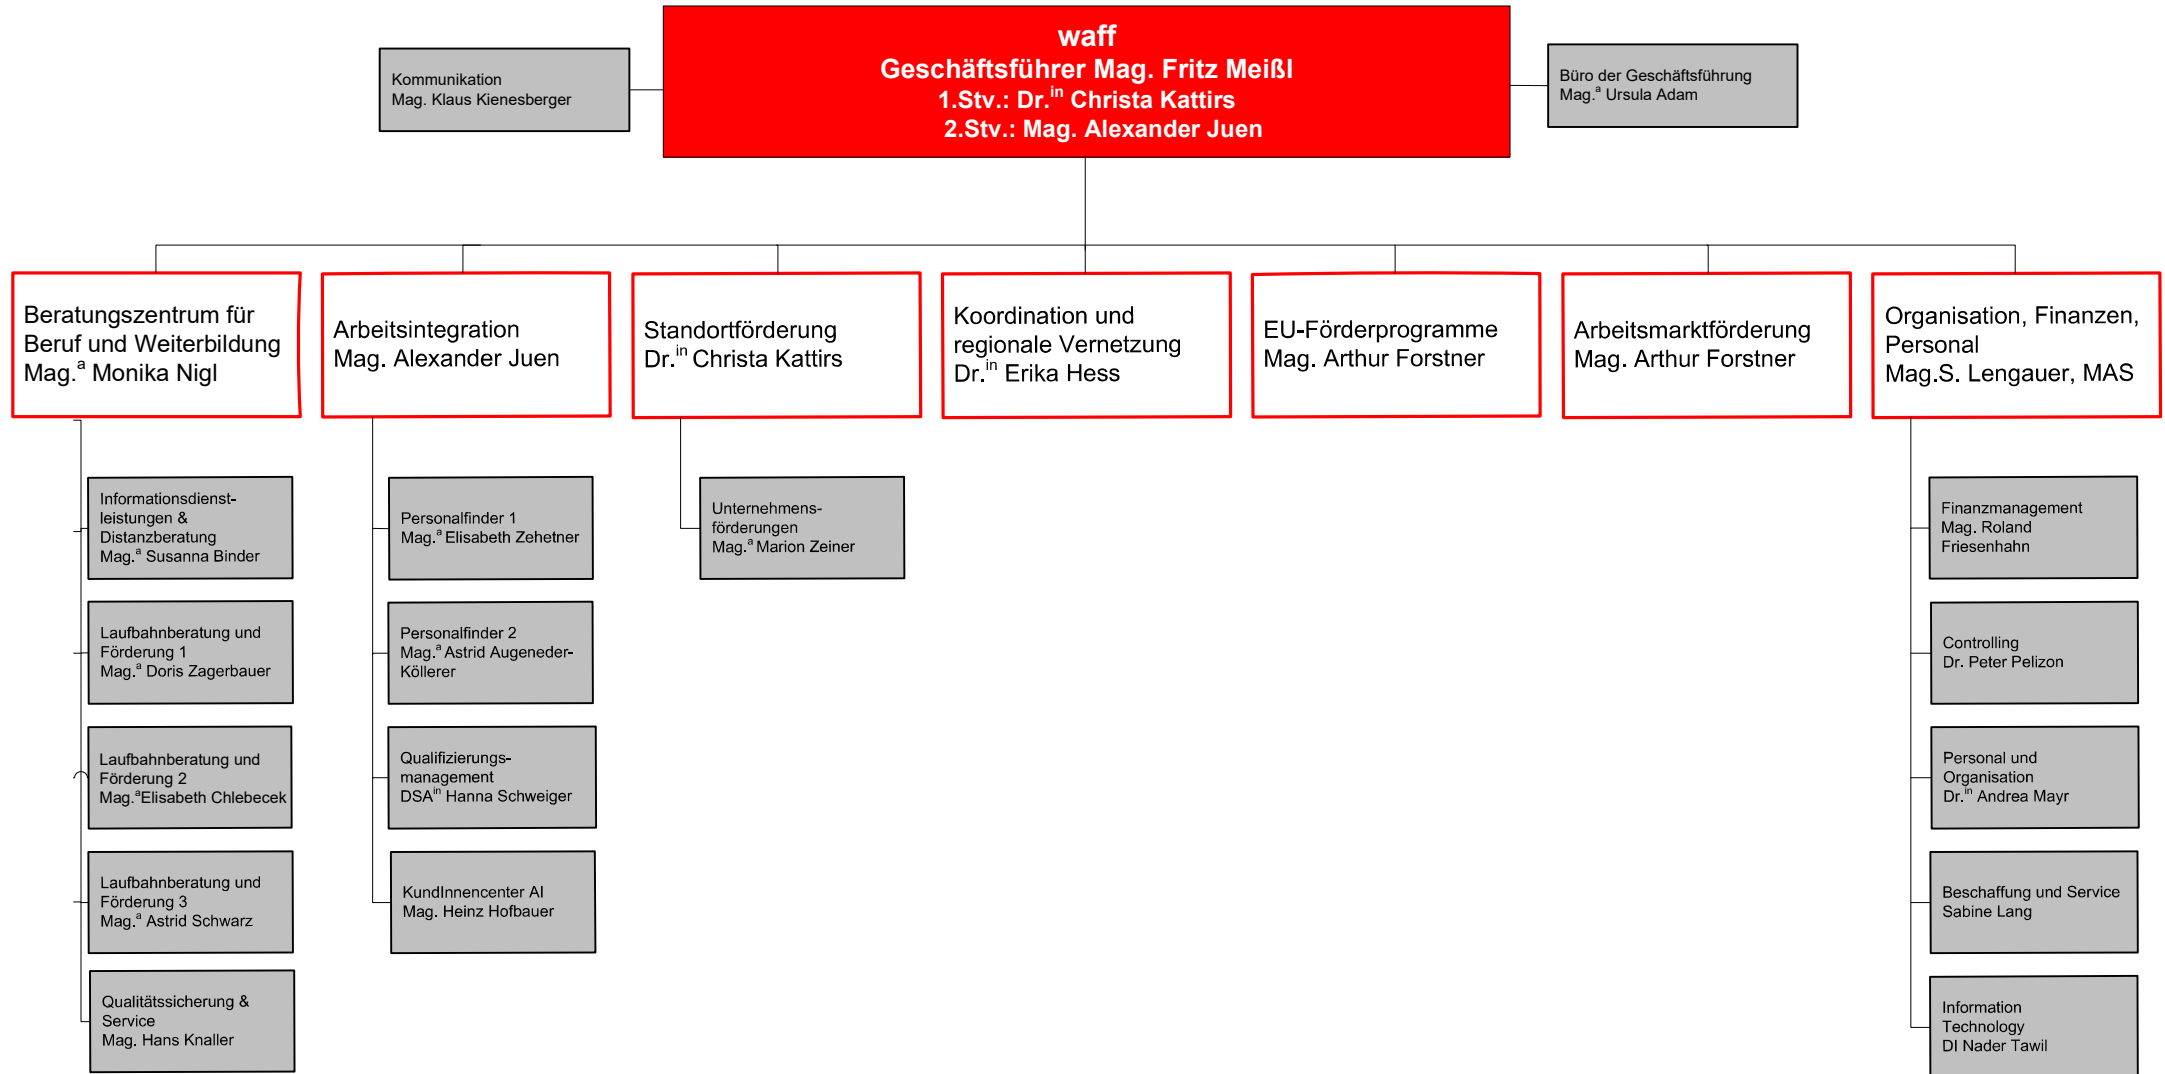 waff
Geschäftsführer Mag. Fritz Meißl
1.Stv.: Dr.in Christa Kattirs
2.Stv.: Mag. Alexander Juen
Kommunikation
Mag. Klaus Kienesberger
Büro der Geschäftsführung
Mag.a Ursula Adam
Beratungszentrum für
Beruf und Weiterbildung
Mag.a Monika Nigl
Arbeitsintegration
Mag. Alexander Juen
Standortförderung
Dr.in Christa Kattirs
Koordination und
regionale Vernetzung
Dr.in Erika Hess
EU-Förderprogramme
Mag. Arthur Forstner
Arbeitsmarktförderung
Mag. Arthur Forstner
Organisation, Finanzen,
Personal
Mag.S. Lengauer, MAS
Informationsdienst-
leistungen &
Distanzberatung
Mag.a Susanna Binder
Laufbahnberatung und
Förderung 1
Mag.a Doris Zagerbauer
Laufbahnberatung und
Förderung 2
Mag.aElisabeth Chlebecek
Laufbahnberatung und
Förderung 3
Mag.a Astrid Schwarz
Qualitätssicherung &
Service
Mag. Hans Knaller
Personalfinder 1
Mag.a Elisabeth Zehetner
Personalfinder 2
Mag.a Astrid Augeneder-
Köllerer
Qualifizierungs-
management
DSAin Hanna Schweiger
KundInnencenter AI
Mag. Heinz Hofbauer
Unternehmens-
förderungen
Mag.a Marion Zeiner
Finanzmanagement
Mag. Roland
Friesenhahn
Controlling
Dr. Peter Pelizon
Personal und
Organisation
Dr.in Andrea Mayr
Beschaffung und Service
Sabine Lang
Information
Technology
DI Nader Tawil